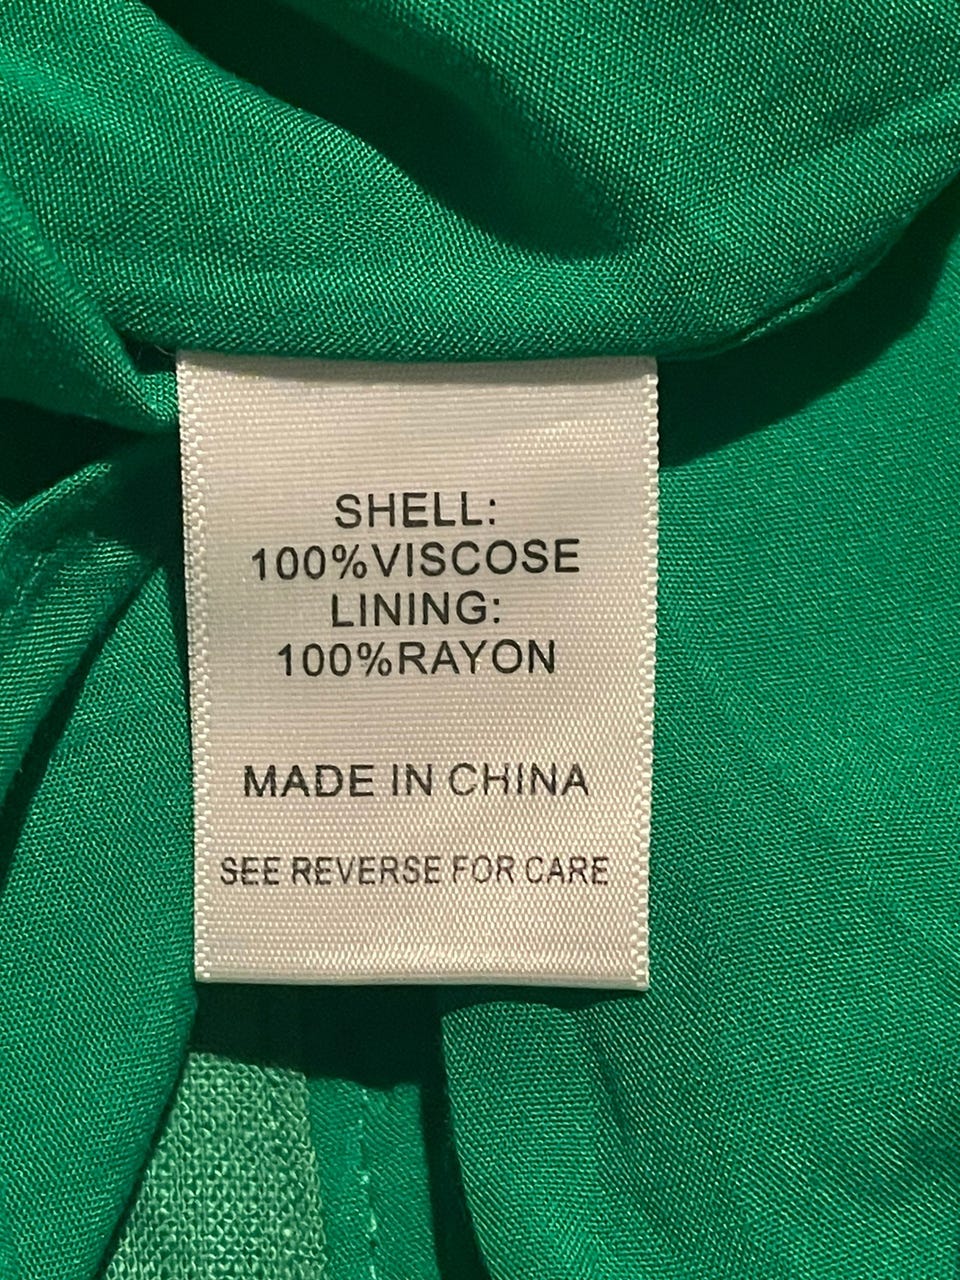 SHELL:
100%VISCOSE
LINING:
100%RAYON
MADE IN CHINA
SEE REVERSE FOR CARE